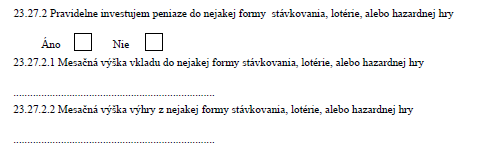 23.27.2 Pravidelne investujem peniaze do nejakej formy stávkovania, lotérie, alebo hazardnej hry
Áno Nie
23.27.2.1 Mesačná výška vkladu do nejakej formy stávkovania, lotérie, alebo hazardnej hry
........................................................................
23.27.2.2 Mesačná výška výhry z nejakej formy stávkovania, lotérie, alebo hazardnej hry
........................................................................